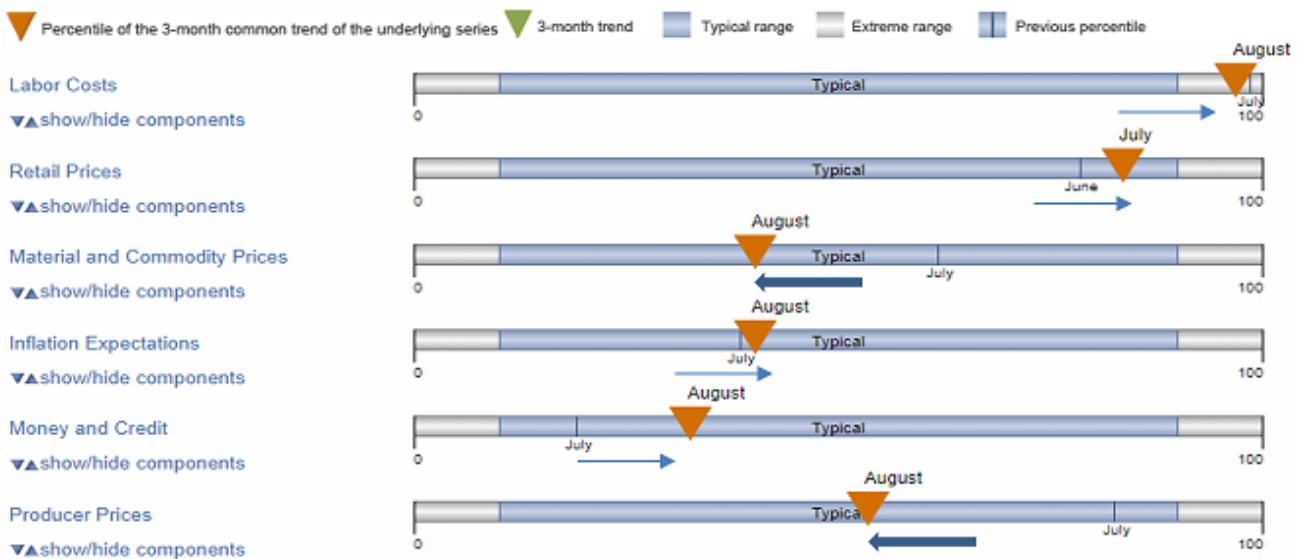 Percentile of the 3-month common trend of the underlying series 3-month trend Typical range Extreme range Previous percentile
August
Labor Costs Typical
July
▼▲show/hide components 0 100
July
Retail Prices Typical
June
▼▲show/hide components 0 100
August
Material and Commodity Prices Typical
July
▼▲show/hide components 0 100
August
Inflation Expectations Typical
July
▼▲show/hide components 0 100
August
Money and Credit Typical
July
▼▲show/hide components 0 100
August
Producer Prices Typical
July
▼▲show/hide components 0 100